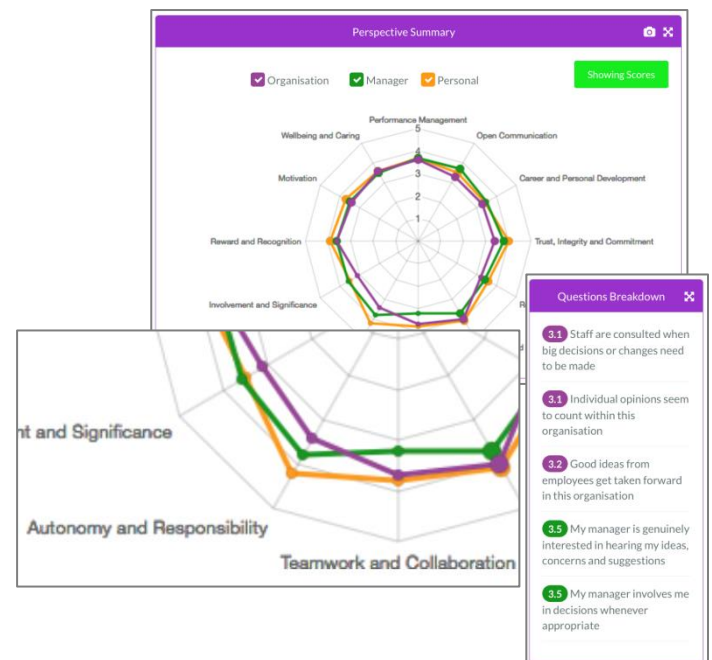 Perspective Summary
Organisation
Manager
Personal
Showing Scores
Performance Management
5
4
3
2
1
Wellbeing and Caring
Open Communication
Motivation
Career and Personal Development
Reward and Recognition
Trust, Integrity and Commitment
Involvement and Significance
Questions Breakdown
3.1 Staff are consulted when
big decisions or changes need
to be made
3.1 Individual opinions seem
to count within this
organisation
3.2 Good ideas from
employees get taken forward
in this organisation
3.5 My manager is genuinely
interested in hearing my ideas,
concerns and suggestions
3.5 My manager involves me
in decisions whenever
appropriate
nt and Significance
Autonomy and Responsibility
Teamwork and Collaboration